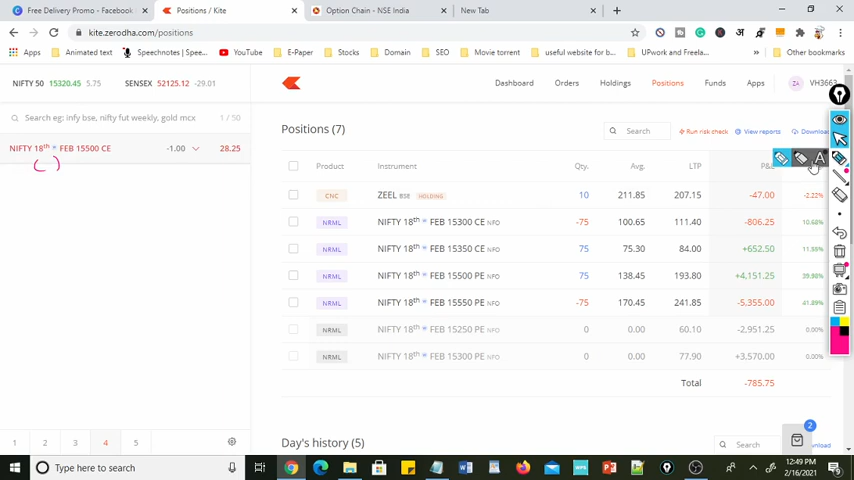 Free Delivery Promo - Facebook
Positions / Kite
Option Chain - NSE India
New Tab
kite.zerodha.com/positions
Apps
Animated text
Speechnotes | Speec...
YouTube
E-Paper
Stocks
Domain
SEO
Movie torrent
useful website for b...
UPwork and Freela...
Other bookmarks
NIFTY 50 15320.45 5.75 SENSEX 52125.12 -29.01
Dashboard Orders Holdings Positions Funds Apps ZA VH3663
Search eg: infy bse, nifty fut weekly, gold mcx 1 / 50
NIFTY 18th w FEB 15500 CE -1.00 28.25
Positions (7) Search Run risk check View reports Download
Product Instrument Qty. Avg. LTP P&L
CNC ZEEL BSE HOLDING 10 211.85 207.15 -47.00 -2.22%
NRML NIFTY 18th w FEB 15300 CE NFO -75 100.65 111.40 -806.25 10.68%
NRML NIFTY 18th w FEB 15350 CE NFO 75 75.30 84.00 +652.50 11.55%
NRML NIFTY 18th w FEB 15500 PE NFO 75 138.45 193.80 +4,151.25 39.98%
NRML NIFTY 18th w FEB 15550 PE NFO -75 170.45 241.85 -5,355.00 41.89%
NRML NIFTY 18th w FEB 15250 PE NFO 0 0.00 60.10 -2,951.25 0.00%
NRML NIFTY 18th w FEB 15300 PE NFO 0 0.00 77.90 +3,570.00 0.00%
Total -785.75
Day's history (5) Search wnload
2
1 2 3 4 5
Type here to search
12:49 PM
2/16/2021